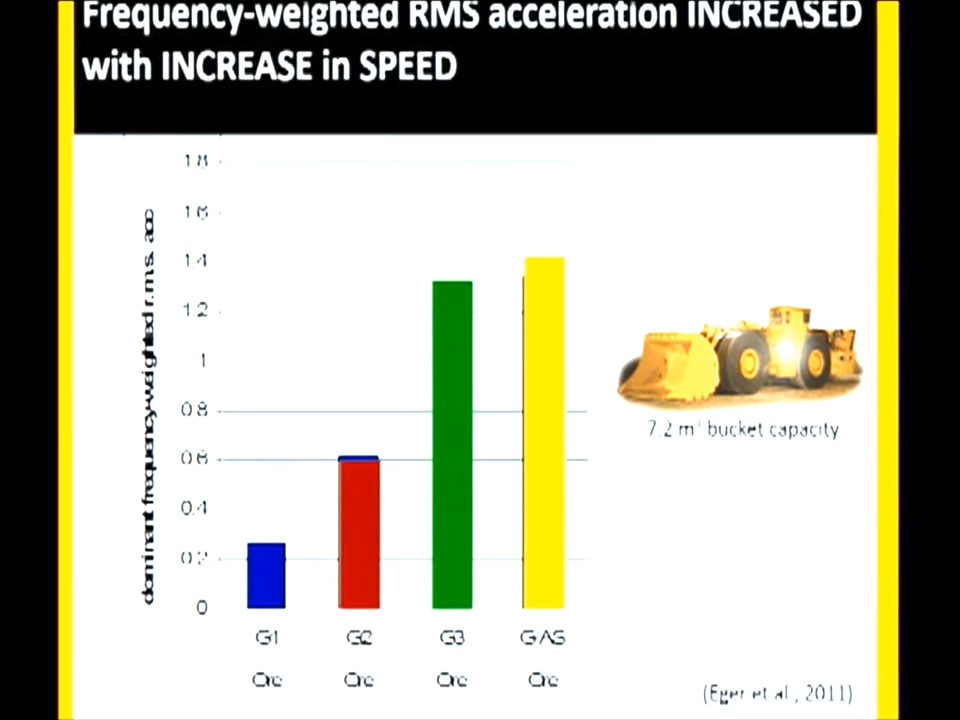 Frequency-weighted RMS acceleration INCREASED
with INCREASE in SPEED
dominant frequency-weighted r.m.s. acc
1.8
1.6
1.4
1.2
1
0.8
0.6
0.4
0.2
0
G1
G2
G3
GAS
Ore
Ore
Ore
Ore
7.2 m³ bucket capacity
(Eger et al., 2011)